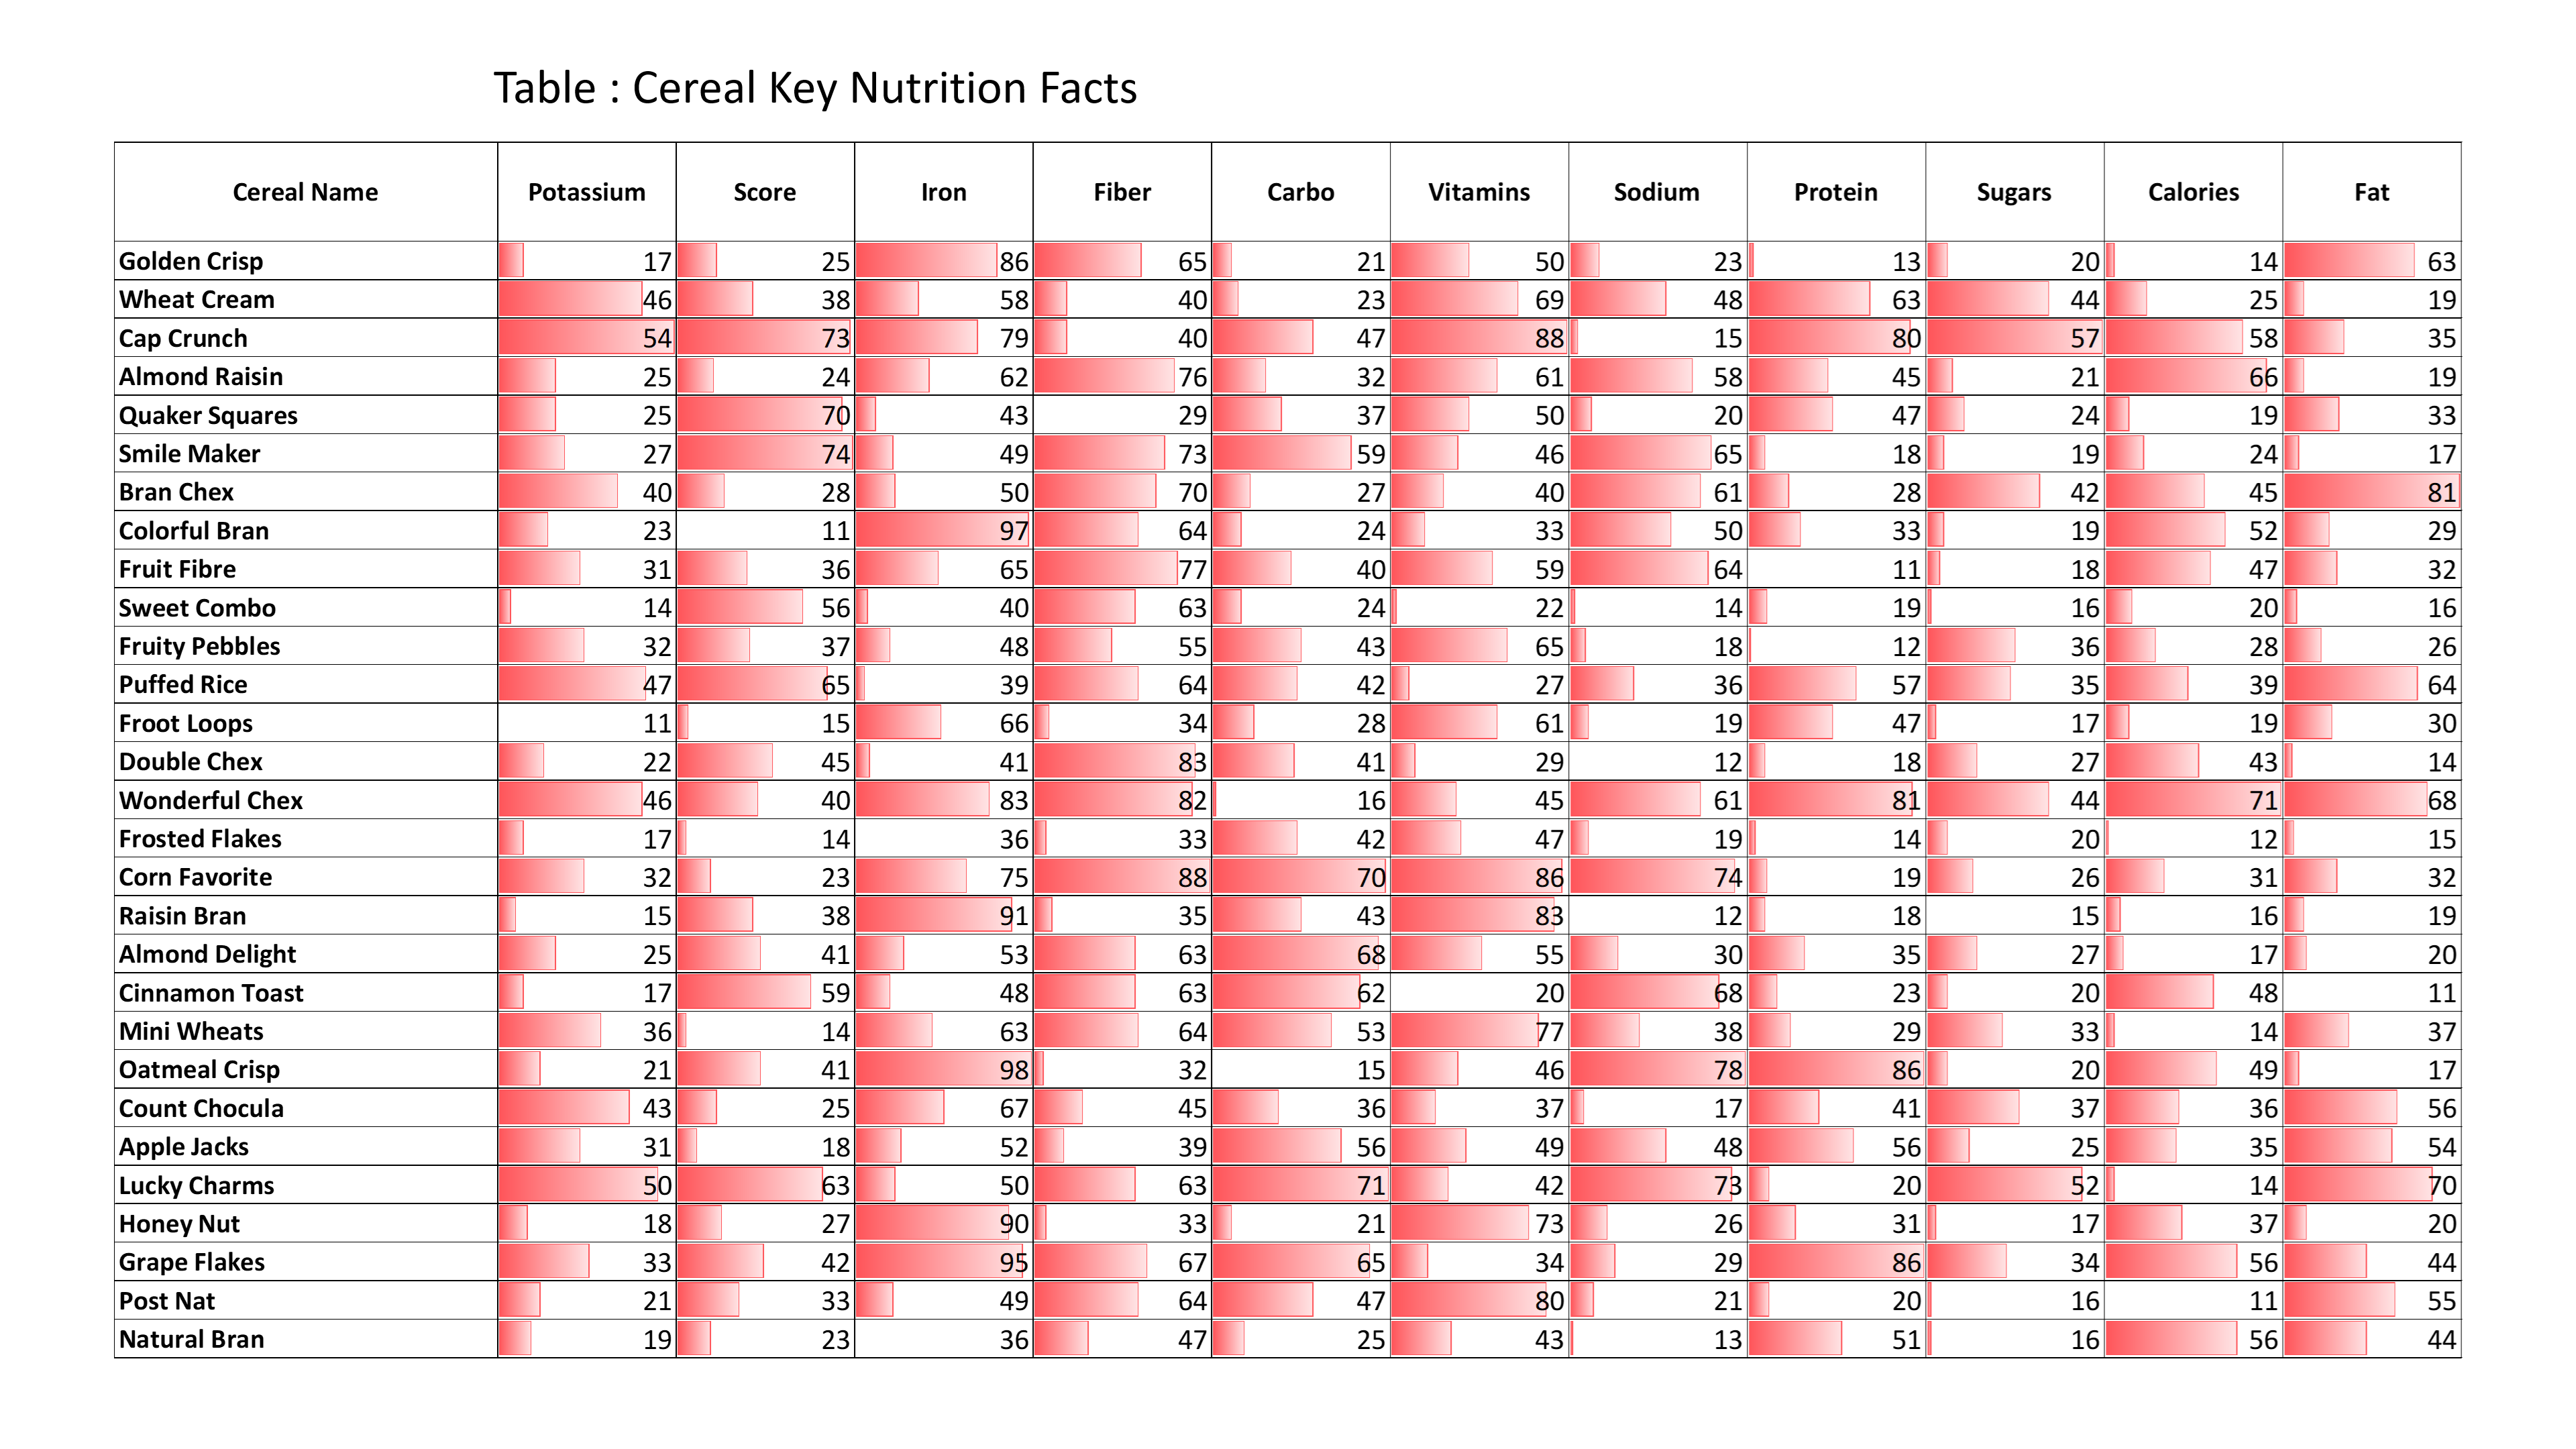 Table : Cereal Key Nutrition Facts
Cereal Name Potassium Score Iron Fiber Carbo Vitamins Sodium Protein Sugars Calories Fat
Golden Crisp 17 25 86 65 21 50 23 13 20 14 63
Wheat Cream 46 38 58 40 23 69 48 63 44 25 19
Cap Crunch 54 73 79 40 47 88 15 80 57 58 35
Almond Raisin 25 24 62 76 32 61 58 45 21 66 19
Quaker Squares 25 70 43 29 37 50 20 47 24 19 33
Smile Maker 27 74 49 73 59 46 65 18 19 24 17
Bran Chex 40 28 50 70 27 40 61 28 42 45 81
Colorful Bran 23 11 97 64 24 33 50 33 19 52 29
Fruit Fibre 31 36 65 77 40 59 64 11 18 47 32
Sweet Combo 14 56 40 63 24 22 14 19 16 20 16
Fruity Pebbles 32 37 48 55 43 65 18 12 36 28 26
Puffed Rice 47 65 39 64 42 27 36 57 35 39 64
Froot Loops 11 15 66 34 28 61 19 47 17 19 30
Double Chex 22 45 41 83 41 29 12 18 27 43 14
Wonderful Chex 46 40 83 82 16 45 61 81 44 71 68
Frosted Flakes 17 14 36 33 42 47 19 14 20 12 15
Corn Favorite 32 23 75 88 70 86 74 19 26 31 32
Raisin Bran 15 38 91 35 43 83 12 18 15 16 19
Almond Delight 25 41 53 63 68 55 30 35 27 17 20
Cinnamon Toast 17 59 48 63 62 20 68 23 20 48 11
Mini Wheats 36 14 63 64 53 77 38 29 33 14 37
Oatmeal Crisp 21 41 98 32 15 46 78 86 20 49 17
Count Chocula 43 25 67 45 36 37 17 41 37 36 56
Apple Jacks 31 18 52 39 56 49 48 56 25 35 54
Lucky Charms 50 63 50 63 71 42 73 20 52 14 70
Honey Nut 18 27 90 33 21 73 26 31 17 37 20
Grape Flakes 33 42 95 67 65 34 29 86 34 56 44
Post Nat 21 33 49 64 47 80 21 20 16 11 55
Natural Bran 19 23 36 47 25 43 13 51 16 56 44